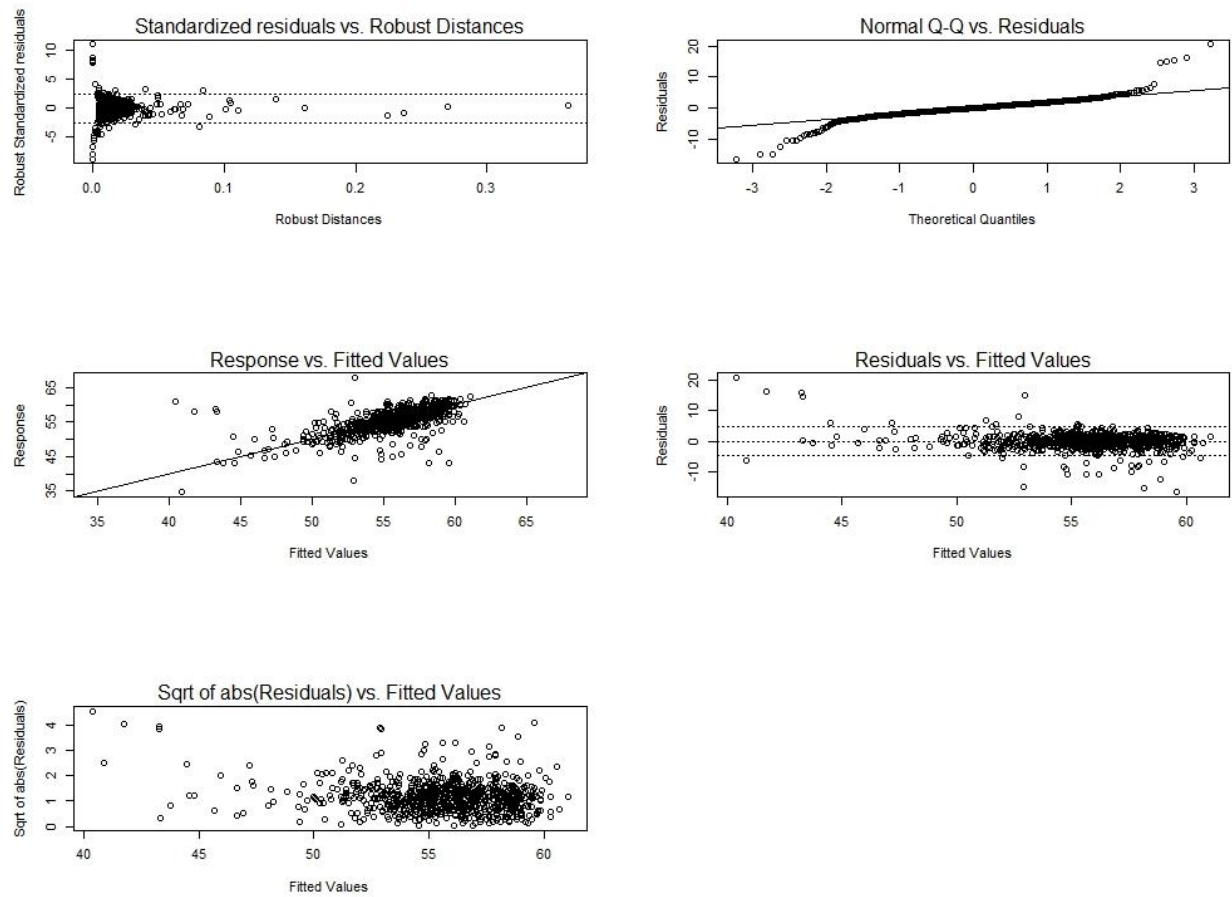 Standardized residuals vs. Robust Distances
Robust Standardized residuals
10
5
0
-5
0.0 0.1 0.2 0.3
Robust Distances
Normal Q-Q vs. Residuals
Residuals
20
10
0
-10
-3 -2 -1 0 1 2 3
Theoretical Quantiles
Response vs. Fitted Values
Response
65
55
45
35
35 40 45 50 55 60 65
Fitted Values
Residuals vs. Fitted Values
Residuals
20
10
0
-10
40 45 50 55 60
Fitted Values
Sqrt of abs(Residuals) vs. Fitted Values
Sqrt of abs(Residuals)
4
3
2
1
0
40 45 50 55 60
Fitted Values